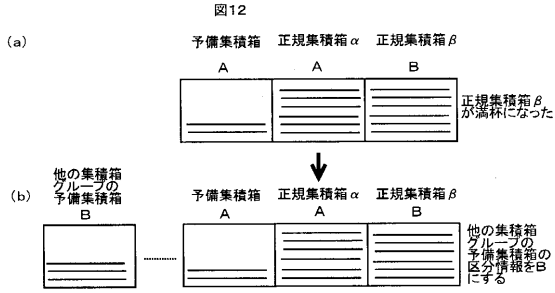 図12
(a)
予備集積箱 正規集積箱α 正規集積箱β
A A B
正規集積箱β
が満杯になった
(b)
他の集積箱
グループの
予備集積箱
B
予備集積箱 正規集積箱α 正規集積箱β
A A B
他の集積箱
グループの
予備集積箱の
区分情報をB
にする